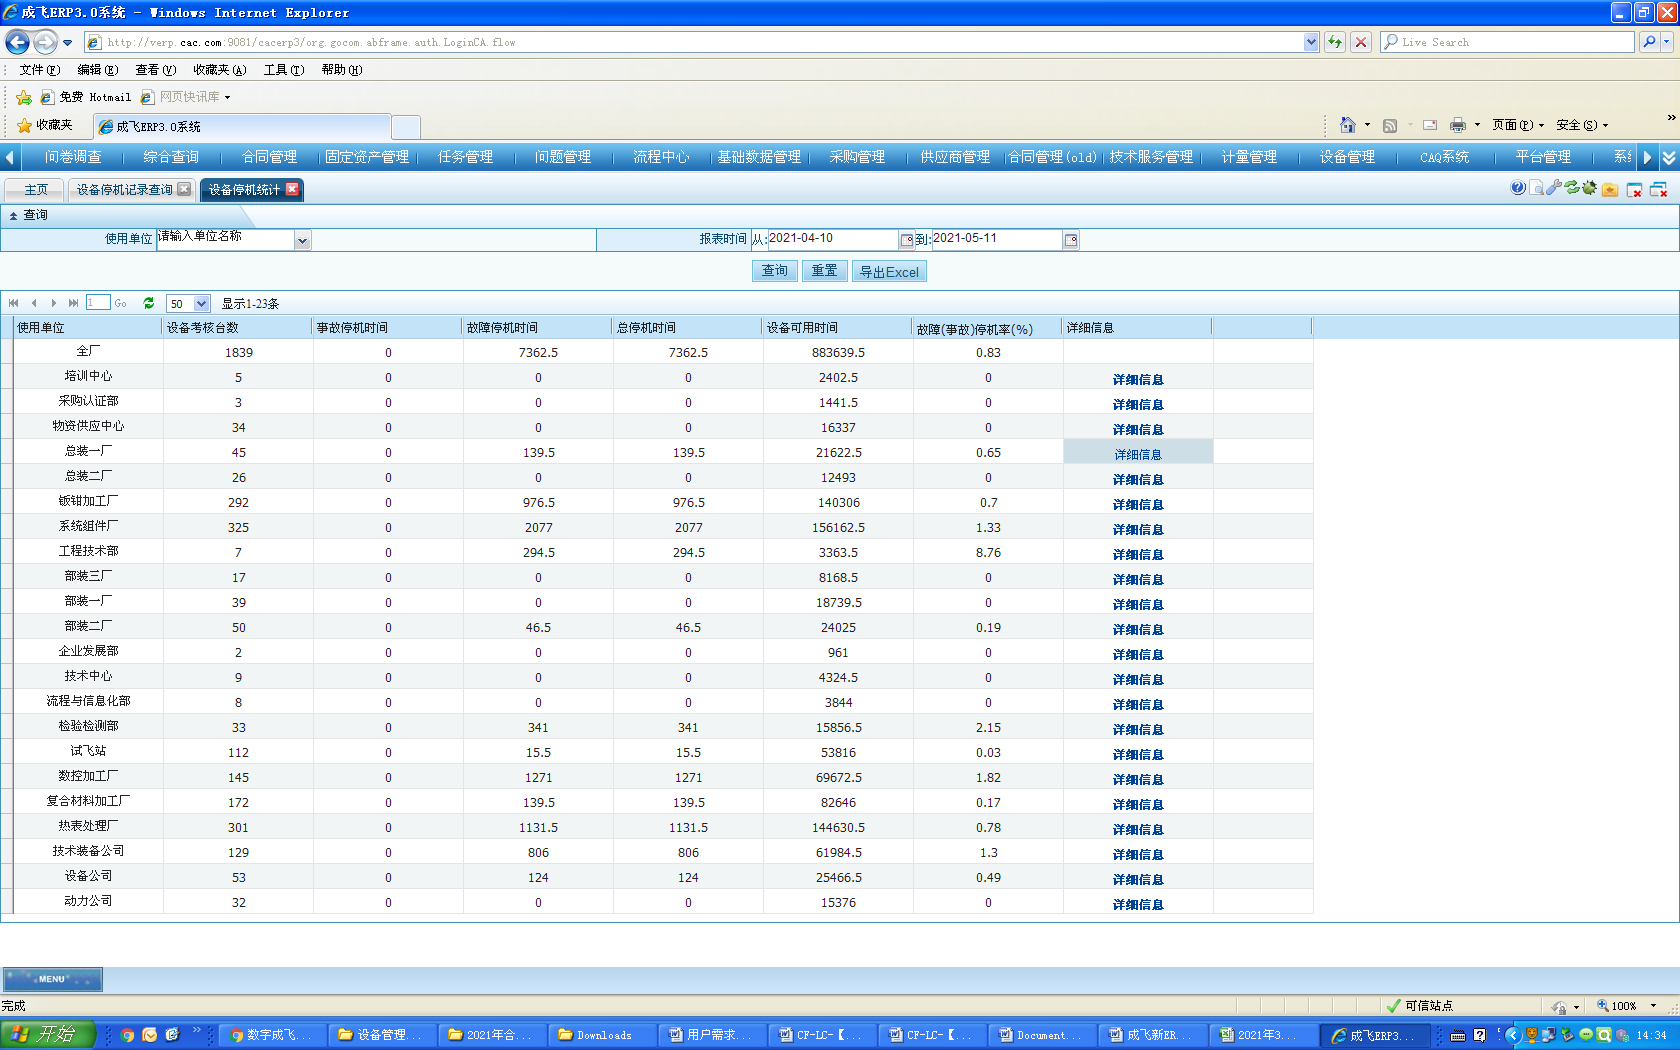 成飞ERP3.0系统 - Windows Internet Explorer
http://verp.cac.com:9081/cacerp3/org.gocom.abframe.auth.LoginCA.flow
Live Search
文件(F) 编辑(E) 查看(V) 收藏夹(A) 工具(T) 帮助(H)
免费 Hotmail 网页快讯库
收藏夹 成飞ERP3.0系统 页面(P) 安全(S) »
问卷调查 综合查询 合同管理 固定资产管理 任务管理 问题管理 流程中心 基础数据管理 采购管理 供应商管理 合同管理(old) 技术服务管理 计量管理 设备管理 CAQ系统 平台管理
主页 设备停机记录查询 设备停机统计
查询
使用单位 请输入单位名称 报表时间 从: 2021-04-10 到: 2021-05-11
查询 重置 导出Excel
1 Go 50 显示1-23条
使用单位 设备考核台数 事故停机时间 故障停机时间 总停机时间 设备可用时间 故障(事故)停机率(%) 详细信息
全厂 1839 0 7362.5 7362.5 883639.5 0.83
培训中心 5 0 0 0 2402.5 0 详细信息
采购认证部 3 0 0 0 1441.5 0 详细信息
物资供应中心 34 0 0 0 16337 0 详细信息
总装一厂 45 0 139.5 139.5 21622.5 0.65 详细信息
总装二厂 26 0 0 0 12493 0 详细信息
钣钳加工厂 292 0 976.5 976.5 140306 0.7 详细信息
系统组件厂 325 0 2077 2077 156162.5 1.33 详细信息
工程技术部 7 0 294.5 294.5 3363.5 8.76 详细信息
部装三厂 17 0 0 0 8168.5 0 详细信息
部装一厂 39 0 0 0 18739.5 0 详细信息
部装二厂 50 0 46.5 46.5 24025 0.19 详细信息
企业发展部 2 0 0 0 961 0 详细信息
技术中心 9 0 0 0 4324.5 0 详细信息
流程与信息化部 8 0 0 0 3844 0 详细信息
检验检测部 33 0 341 341 15856.5 2.15 详细信息
试飞站 112 0 15.5 15.5 53816 0.03 详细信息
数控加工厂 145 0 1271 1271 69672.5 1.82 详细信息
复合材料加工厂 172 0 139.5 139.5 82646 0.17 详细信息
热表处理厂 301 0 1131.5 1131.5 144630.5 0.78 详细信息
技术装备公司 129 0 806 806 61984.5 1.3 详细信息
设备公司 53 0 124 124 25466.5 0.49 详细信息
动力公司 32 0 0 0 15376 0 详细信息
MENU
完成 可信站点 100%
开始 » 数字成飞... 设备管理... 2021年合... Downloads 用户需求... CF-LC-【... CF-LC-【... Document... 成飞新ER... 2021年3... 成飞ERP3... 14:34